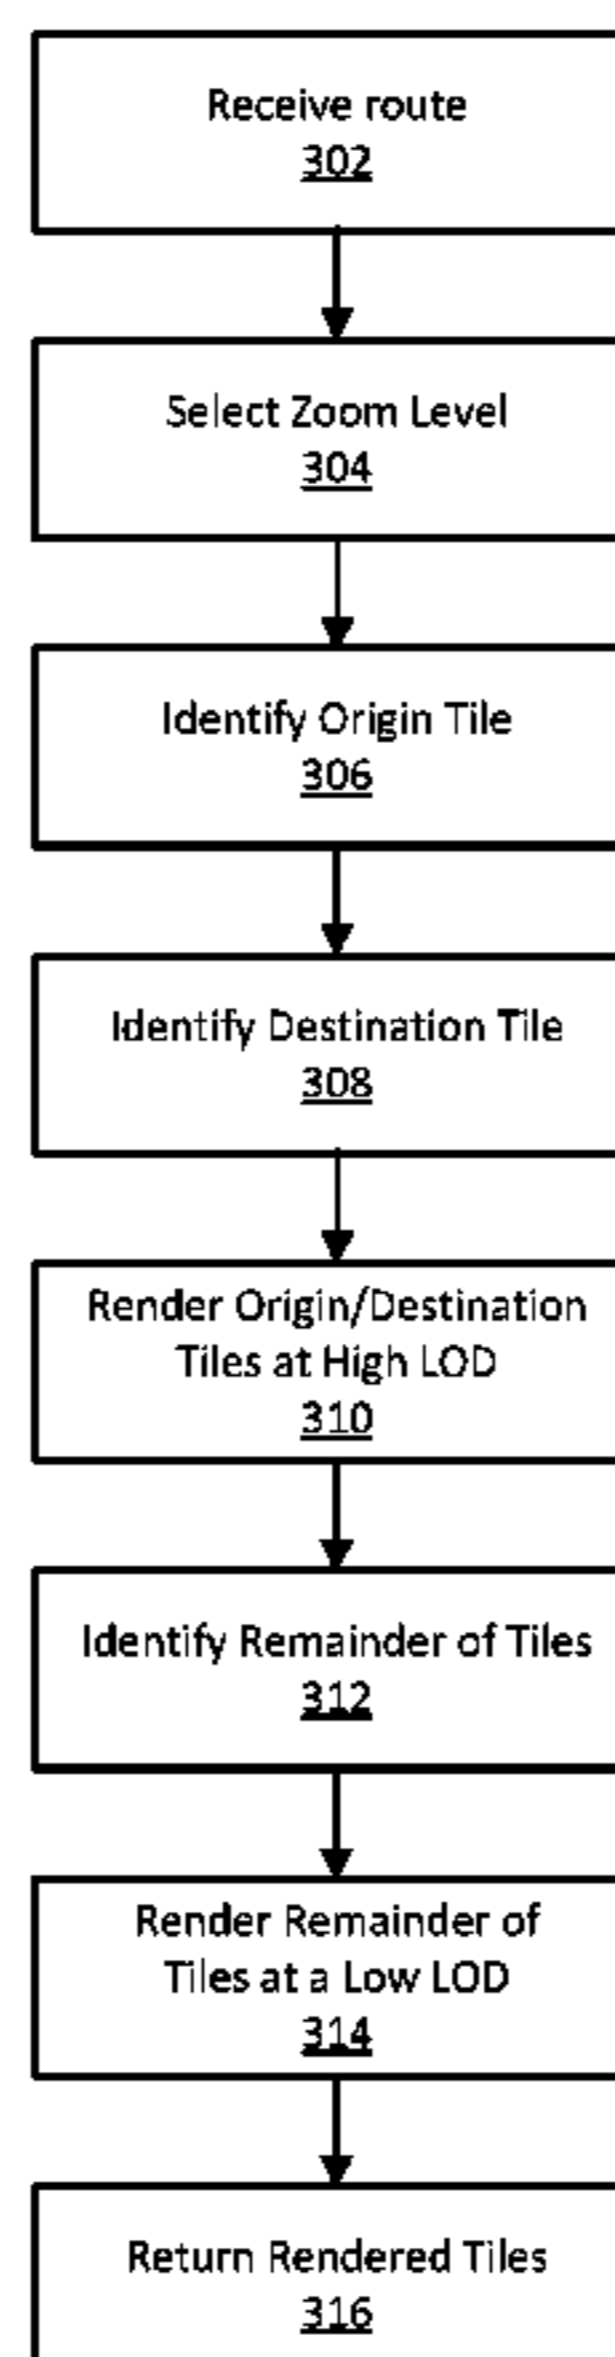 Receive route
302
Select Zoom Level
304
Identify Origin Tile
306
Identify Destination Tile
308
Render Origin/Destination
Tiles at High LOD
310
Identify Remainder of Tiles
312
Render Remainder of
Tiles at a Low LOD
314
Return Rendered Tiles
316